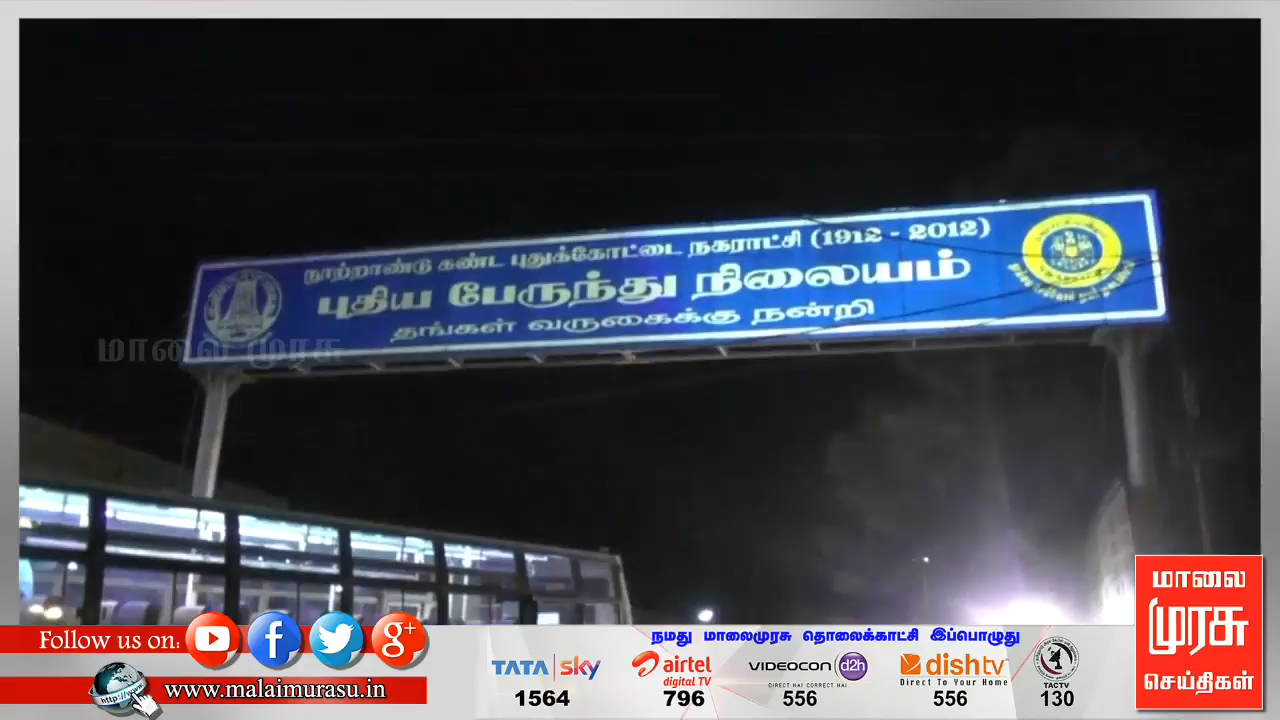 நூற்றாண்டு கண்ட புதுக்கோட்டை நகராட்சி (1912 - 2012)
புதிய பேருந்து நிலையம்
தங்கள் வருகைக்கு நன்றி
மாலை முரசு
Follow us on:
www.malaimurasu.in
http://www
நமது மாலைமுரசு தொலைக்காட்சி இப்பொழுது
TATA sky
1564
airtel
digital TV
796
VIDEOCON d2h
DIRECT HAI CORRECT HAI
556
dishtv
Direct To Your Home
556
TACTV
130
மாலை
முரசு
செய்திகள்